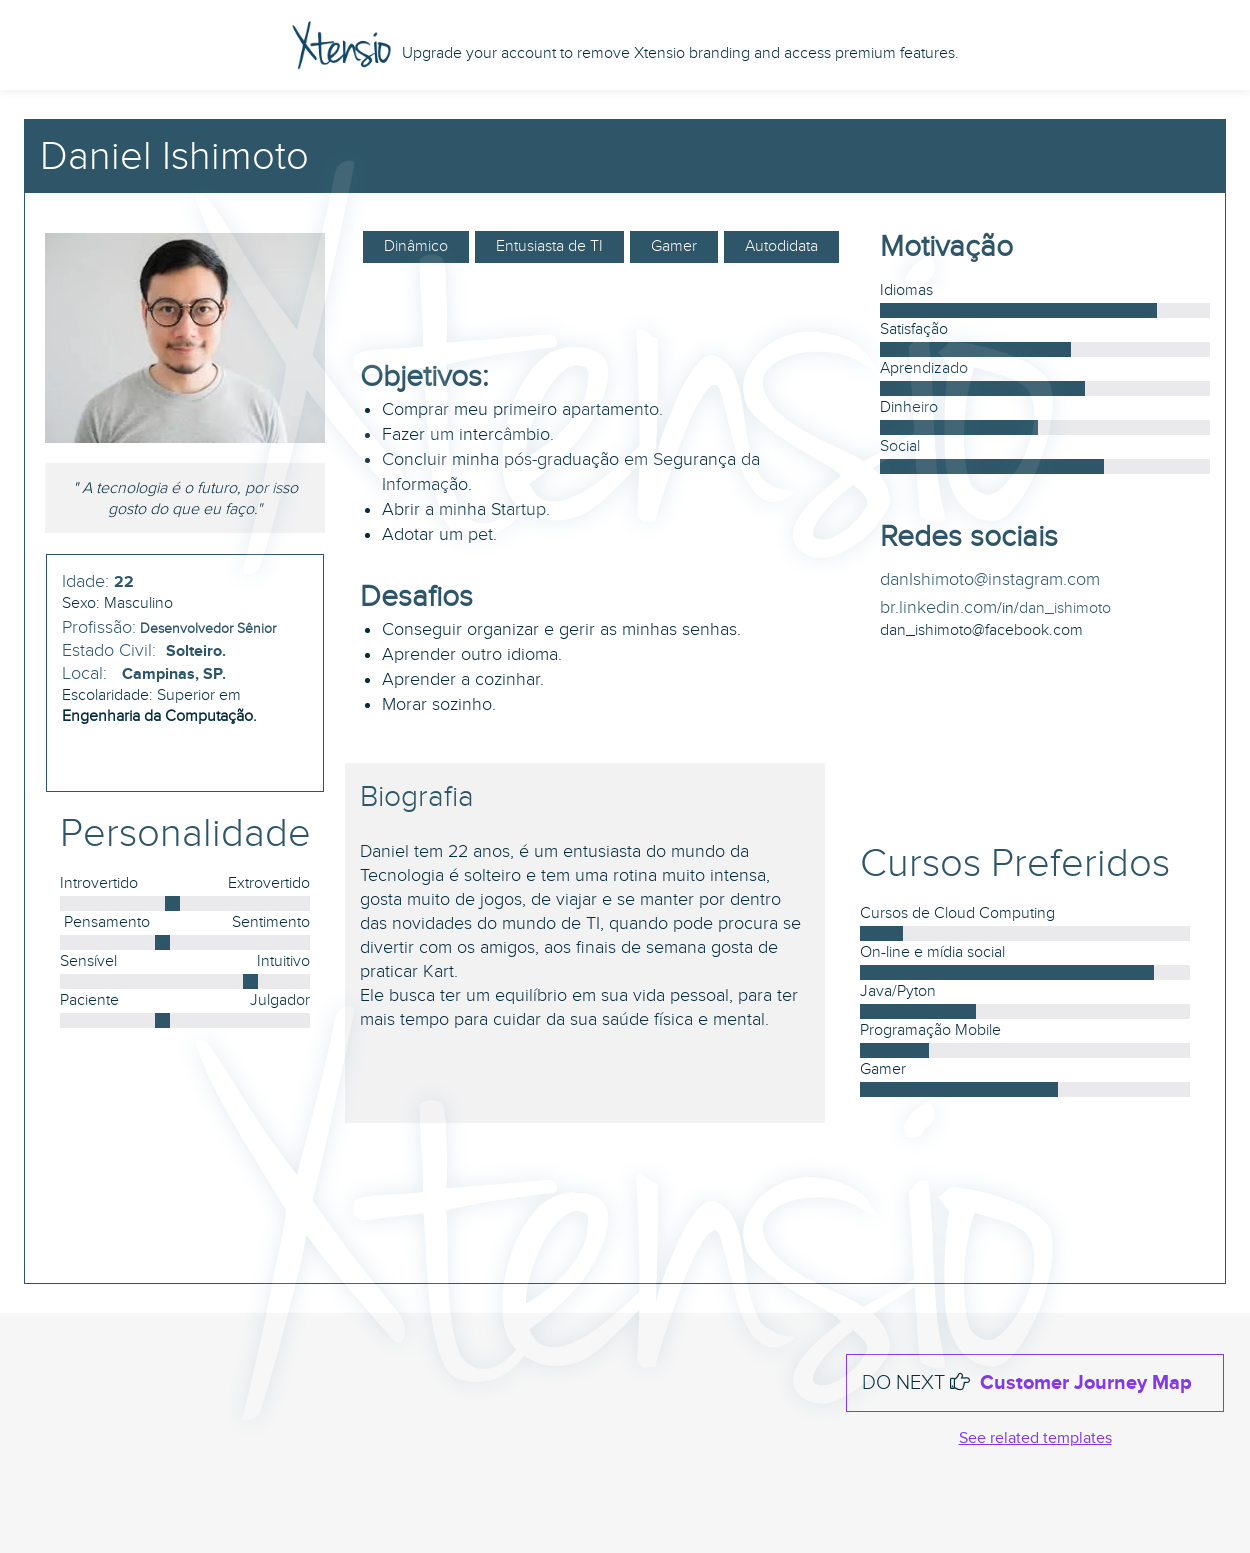 Xtensio Upgrade your account to remove Xtensio branding and access premium features.
Daniel Ishimoto
" A tecnologia é o futuro, por isso
gosto do que eu faço."
Idade: 22
Sexo: Masculino
Profissão: Desenvolvedor Sênior
Estado Civil: Solteiro.
Local: Campinas, SP.
Escolaridade: Superior em
Engenharia da Computação.
Personalidade
Introvertido Extrovertido
Pensamento Sentimento
Sensível Intuitivo
Paciente Julgador
Dinâmico Entusiasta de TI Gamer Autodidata
Objetivos:
• Comprar meu primeiro apartamento.
• Fazer um intercâmbio.
• Concluir minha pós-graduação em Segurança da
Informação.
• Abrir a minha Startup.
• Adotar um pet.
Desafios
• Conseguir organizar e gerir as minhas senhas.
• Aprender outro idioma.
• Aprender a cozinhar.
• Morar sozinho.
Biografia
Daniel tem 22 anos, é um entusiasta do mundo da
Tecnologia é solteiro e tem uma rotina muito intensa,
gosta muito de jogos, de viajar e se manter por dentro
das novidades do mundo de TI, quando pode procura se
divertir com os amigos, aos finais de semana gosta de
praticar Kart.
Ele busca ter um equilíbrio em sua vida pessoal, para ter
mais tempo para cuidar da sua saúde física e mental.
Motivação
Idiomas
Satisfação
Aprendizado
Dinheiro
Social
Redes sociais
danIshimoto@instagram.com
br.linkedin.com/in/dan_ishimoto
dan_ishimoto@facebook.com
Cursos Preferidos
Cursos de Cloud Computing
On-line e mídia social
Java/Pyton
Programação Mobile
Gamer
Xtensio
Xtensio
DO NEXT Customer Journey Map
See related templates